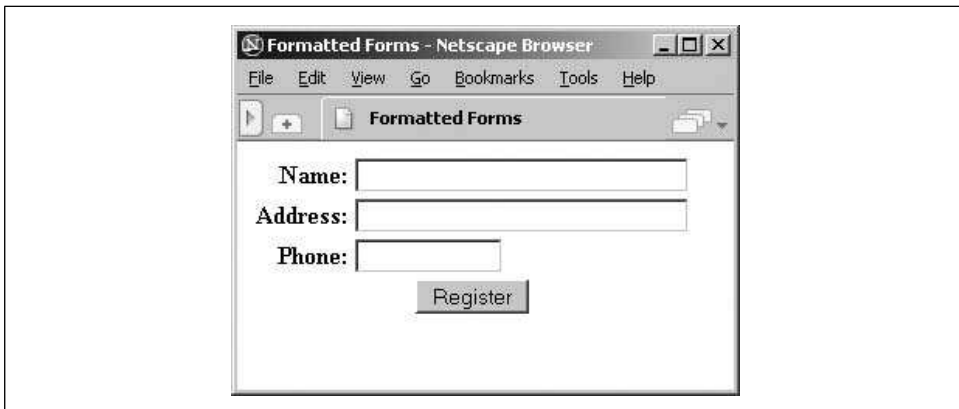 Formatted Forms - Netscape Browser
File Edit View Go Bookmarks Tools Help
Formatted Forms
Name:
Address:
Phone:
Register